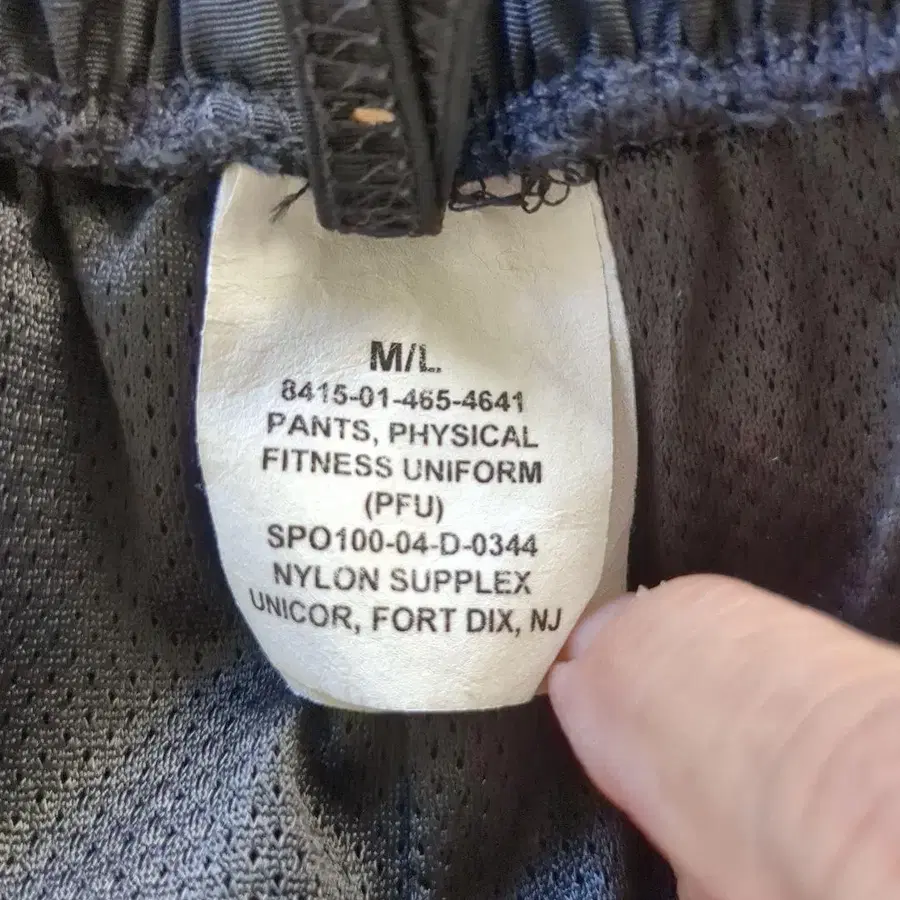 M/L
8415-01-465-4641
PANTS, PHYSICAL
FITNESS UNIFORM
(PFU)
SPO100-04-D-0344
NYLON SUPPLEX
UNICOR, FORT DIX, NJ